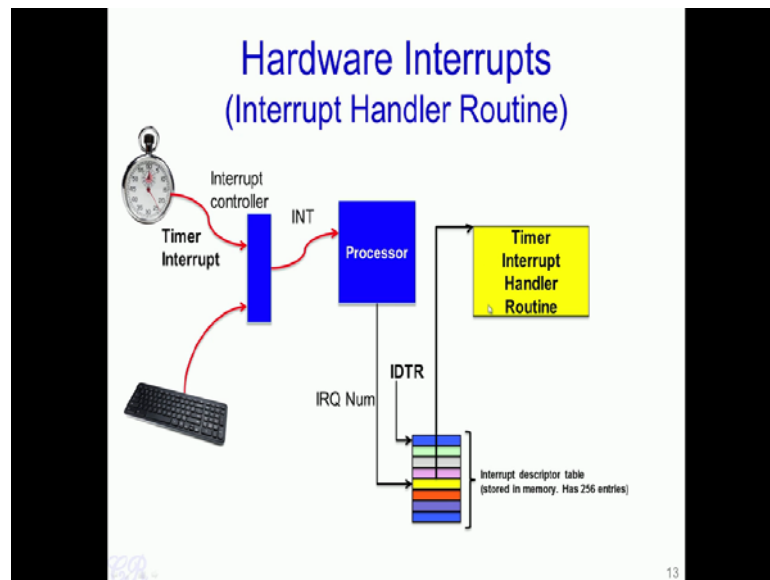 Hardware Interrupts
(Interrupt Handler Routine)
Interrupt
controller
INT
Timer
Interrupt
Processor
Timer
Interrupt
Handler
Routine
IRQ Num
IDTR
Interrupt descriptor table
(stored in memory. Has 256 entries)
13